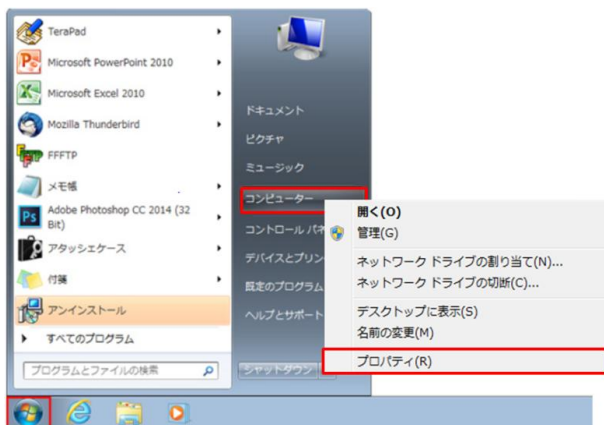 TeraPad
Microsoft PowerPoint 2010
Microsoft Excel 2010
Mozilla Thunderbird
FFFTP
メモ帳
Adobe Photoshop CC 2014 (32
Bit)
アタッシェケース
付箋
アンインストール
すべてのプログラム
プログラムとファイルの検索
ドキュメント
ピクチャ
ミュージック
コンピューター
コントロール パネ
デバイスとプリン
既定のプログラム
ヘルプとサポート
シャットダウン
開く(O)
管理(G)
ネットワーク ドライブの割り当て(N)...
ネットワーク ドライブの切断(C)...
デスクトップに表示(S)
名前の変更(M)
プロパティ(R)